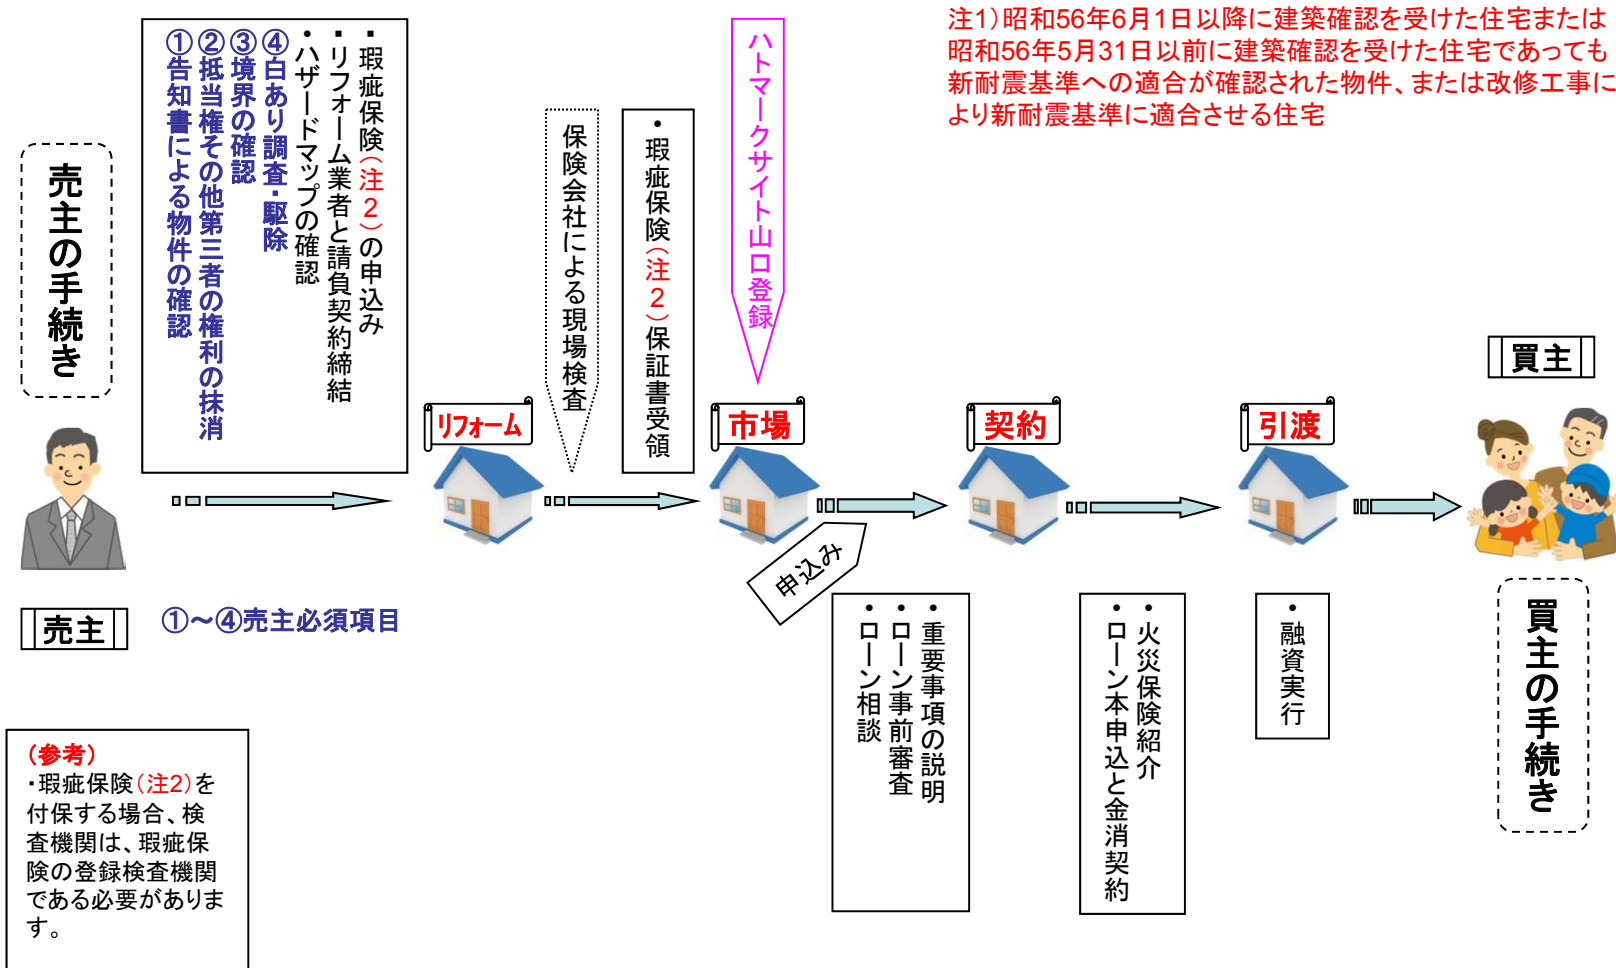 注1)昭和56年6月1日以降に建築確認を受けた住宅または
昭和56年5月31日以前に建築確認を受けた住宅であっても
新耐震基準への適合が確認された物件、または改修工事に
より新耐震基準に適合させる住宅
売主の手続き
・瑕疵保険(注2)の申込み
・リフォーム業者と請負契約締結
・ハザードマップの確認
④白あり調査・駆除
③境界の確認
②抵当権その他第三者の権利の抹消
①告知書による物件の確認
リフォーム
保険会社による現場検査
・瑕疵保険(注2)保証書受領
ハトマークサイト山口登録
市場
契約
引渡
買主
売主
①～④売主必須項目
申込み
・重要事項の説明
・ローン事前審査
・ローン相談
・火災保険紹介
・ローン本申込と金消契約
・融資実行
買主の手続き
(参考)
・瑕疵保険(注2)を
付保する場合、検
査機関は、瑕疵保
険の登録検査機関
である必要がありま
す。